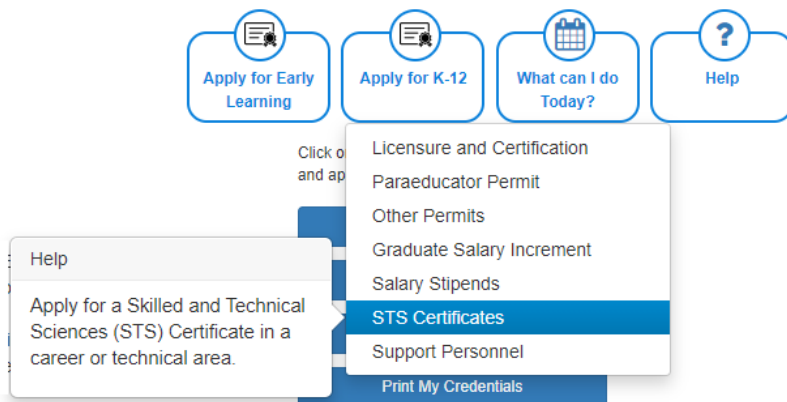 Apply for Early
Learning
Apply for K-12
What can I do
Today?
?
Help
Click o
and ap
Licensure and Certification
Paraeducator Permit
Other Permits
Graduate Salary Increment
Salary Stipends
STS Certificates
Support Personnel
Help
Apply for a Skilled and Technical
Sciences (STS) Certificate in a
career or technical area.
Print My Credentials